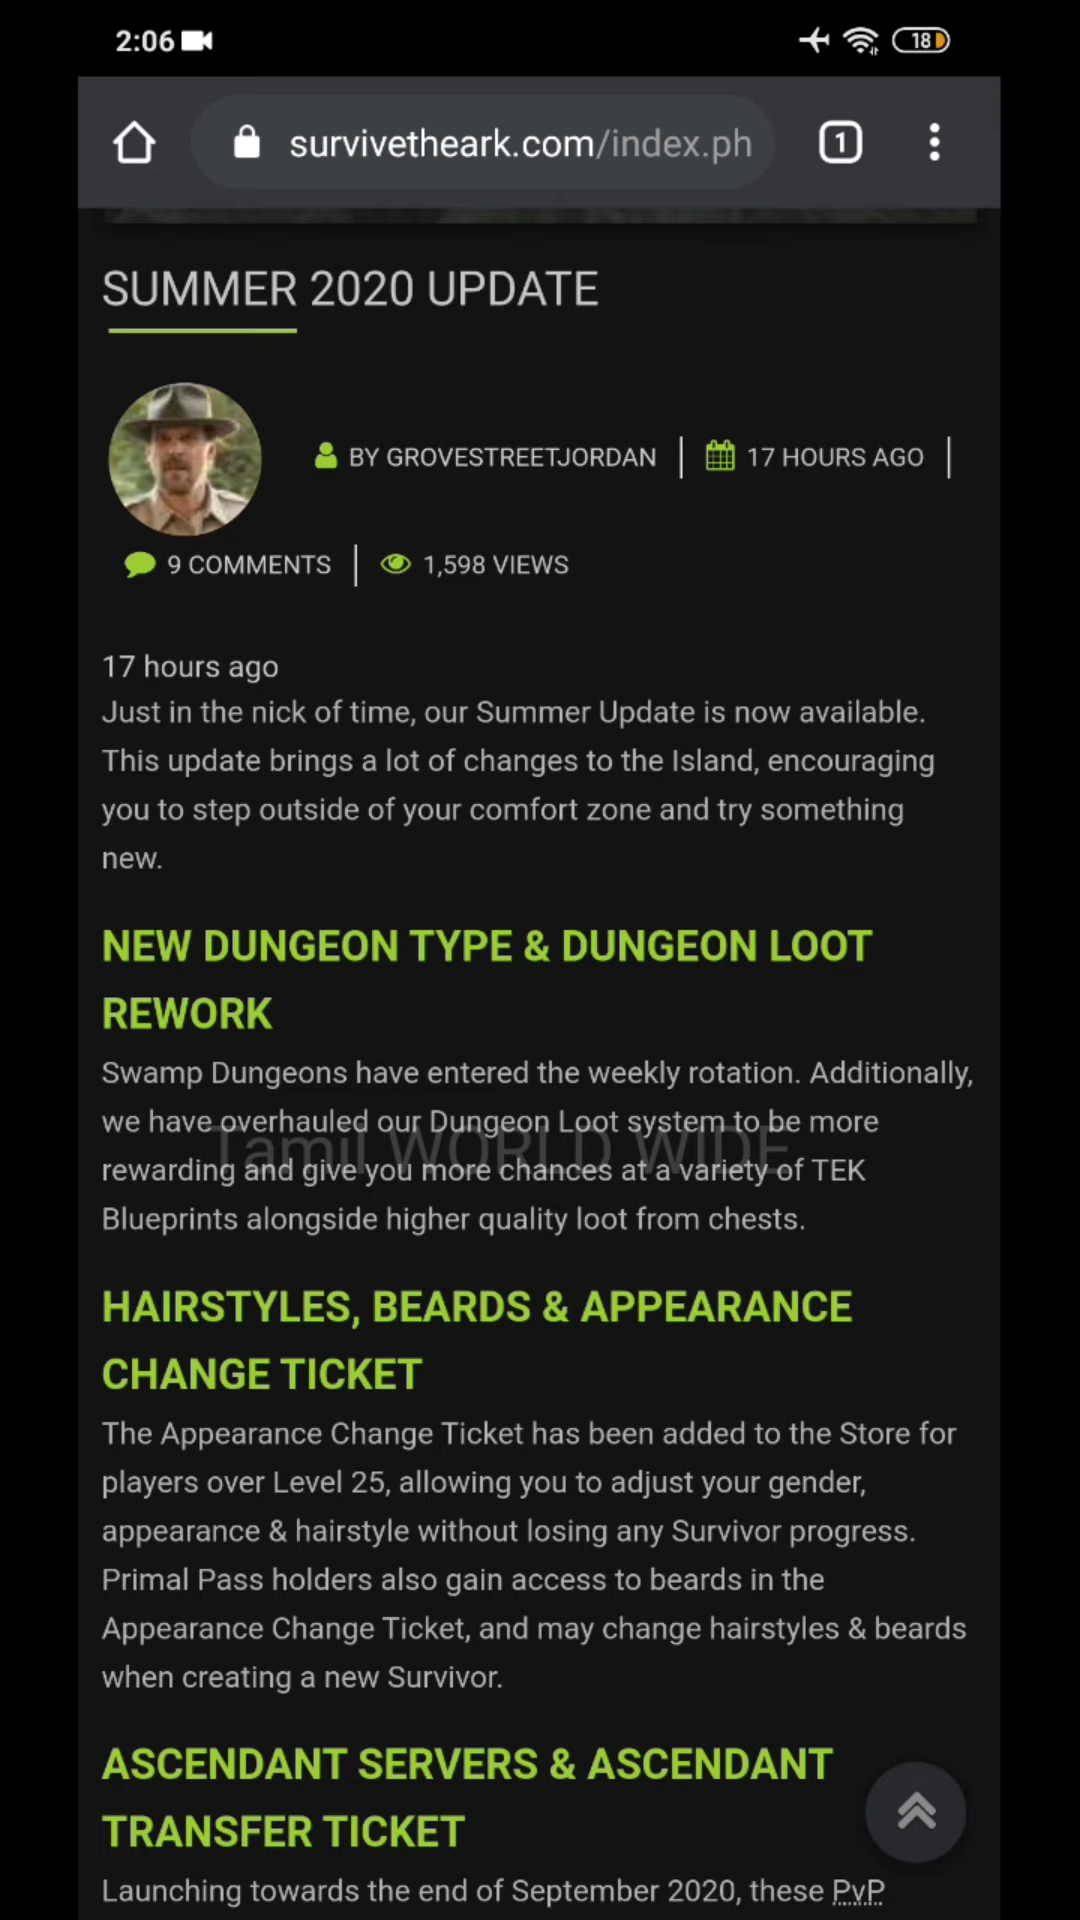 2:06
18
survivetheark.com/index.ph
1
SUMMER 2020 UPDATE
BY GROVESTREETJORDAN
17 HOURS AGO
9 COMMENTS
1,598 VIEWS
17 hours ago
Just in the nick of time, our Summer Update is now available.
This update brings a lot of changes to the Island, encouraging
you to step outside of your comfort zone and try something
new.
NEW DUNGEON TYPE & DUNGEON LOOT
REWORK
Swamp Dungeons have entered the weekly rotation. Additionally,
we have overhauled our Dungeon Loot system to be more
Tamil WORLD WIDE
rewarding and give you more chances at a variety of TEK
Blueprints alongside higher quality loot from chests.
HAIRSTYLES, BEARDS & APPEARANCE
CHANGE TICKET
The Appearance Change Ticket has been added to the Store for
players over Level 25, allowing you to adjust your gender,
appearance & hairstyle without losing any Survivor progress.
Primal Pass holders also gain access to beards in the
Appearance Change Ticket, and may change hairstyles & beards
when creating a new Survivor.
ASCENDANT SERVERS & ASCENDANT
TRANSFER TICKET
Launching towards the end of September 2020, these PvP